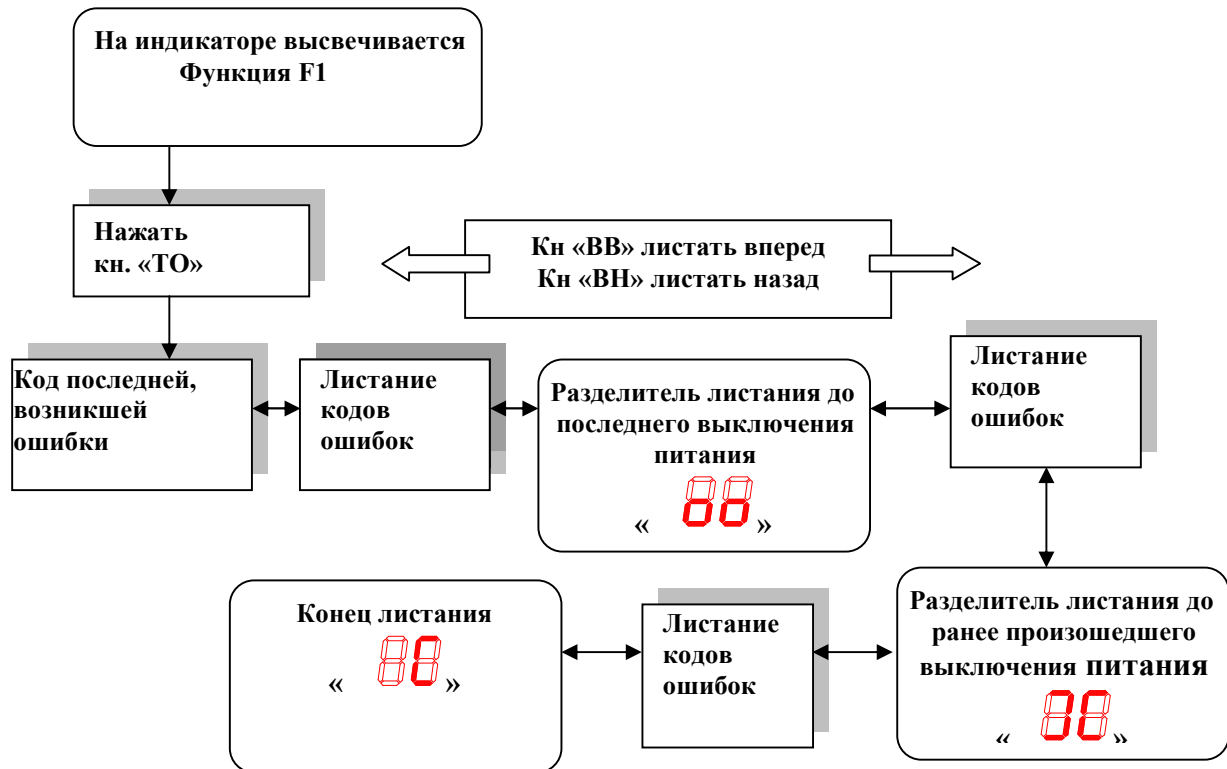 На индикаторе высвечивается
Функция F1
Нажать
кн. «ТО»
Кн «ВВ» листать вперед
Кн «ВН» листать назад
Код последней,
возникшей
ошибки
Листание
кодов
ошибок
Разделитель листания до
последнего выключения
питания
« oo »
Листание
кодов
ошибок
Разделитель листания до
ранее произошедшего
выключения питания
« ][ »
Листание
кодов
ошибок
Конец листания
« [ »